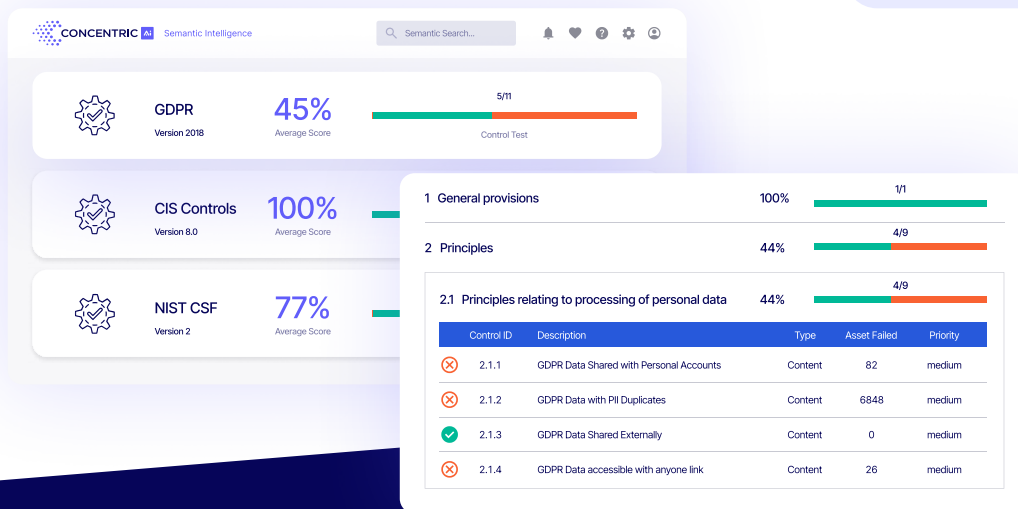 CONCENTRIC Ai Semantic Intelligence Semantic Search...
GDPR
Version 2018
45%
Average Score
5/11
Control Test
CIS Controls
Version 8.0
100%
Average Score
NIST CSF
Version 2
77%
Average Score
1 General provisions 100% 1/1
2 Principles 44% 4/9
2.1 Principles relating to processing of personal data 44% 4/9
Control ID Description Type Asset Failed Priority
2.1.1 GDPR Data Shared with Personal Accounts Content 82 medium
2.1.2 GDPR Data with PII Duplicates Content 6848 medium
2.1.3 GDPR Data Shared Externally Content 0 medium
2.1.4 GDPR Data accessible with anyone link Content 26 medium